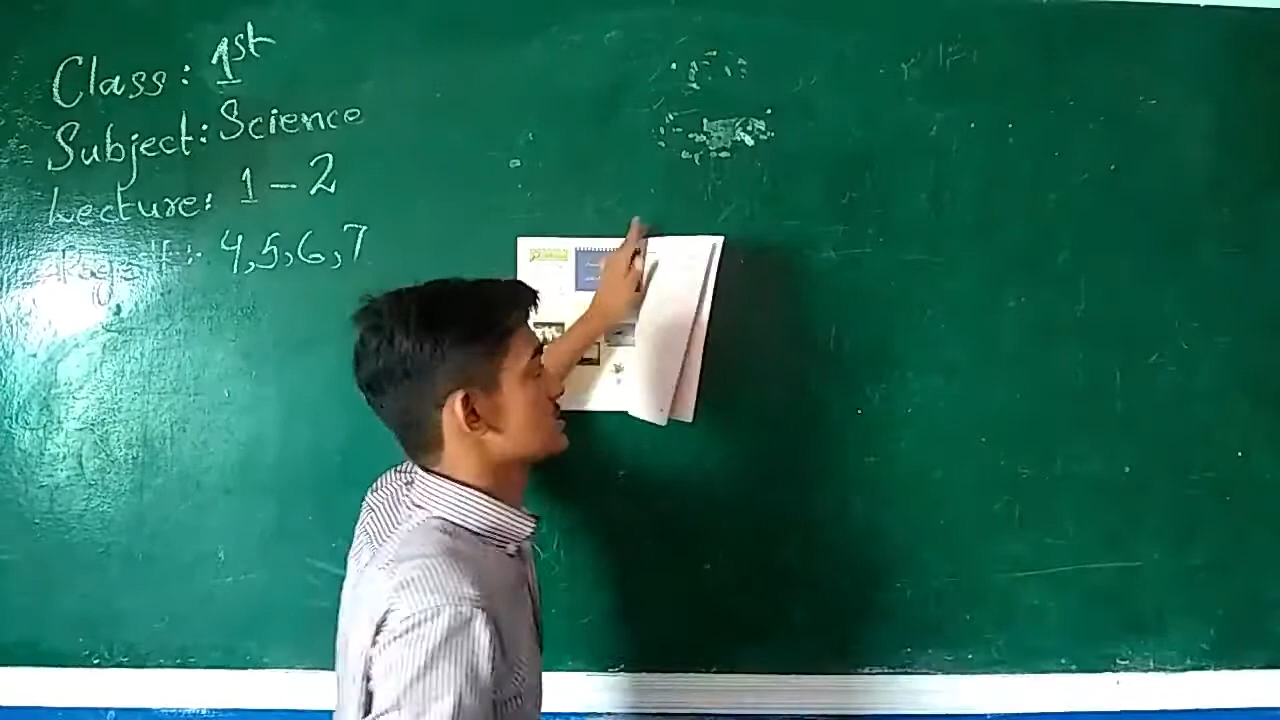 Class: 1st
Subject: Science
Lecture: 1-2
Page #: 4,5,6,7